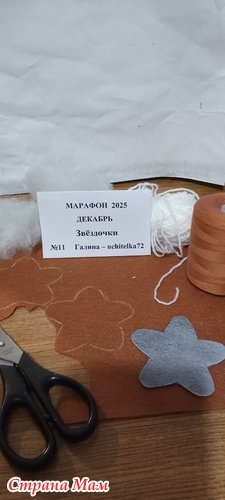 МАРАФОН 2025
ДЕКАБРЬ
Звёздочки
№11 Галина – uchitelka72
Страна Мам